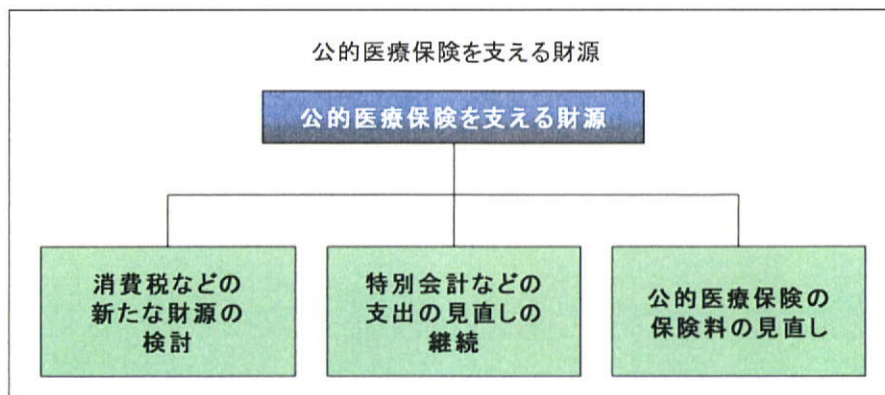 公的医療保険を支える財源
公的医療保険を支える財源
消費税などの
新たな財源の
検討
特別会計などの
支出の見直しの
継続
公的医療保険の
保険料の見直し